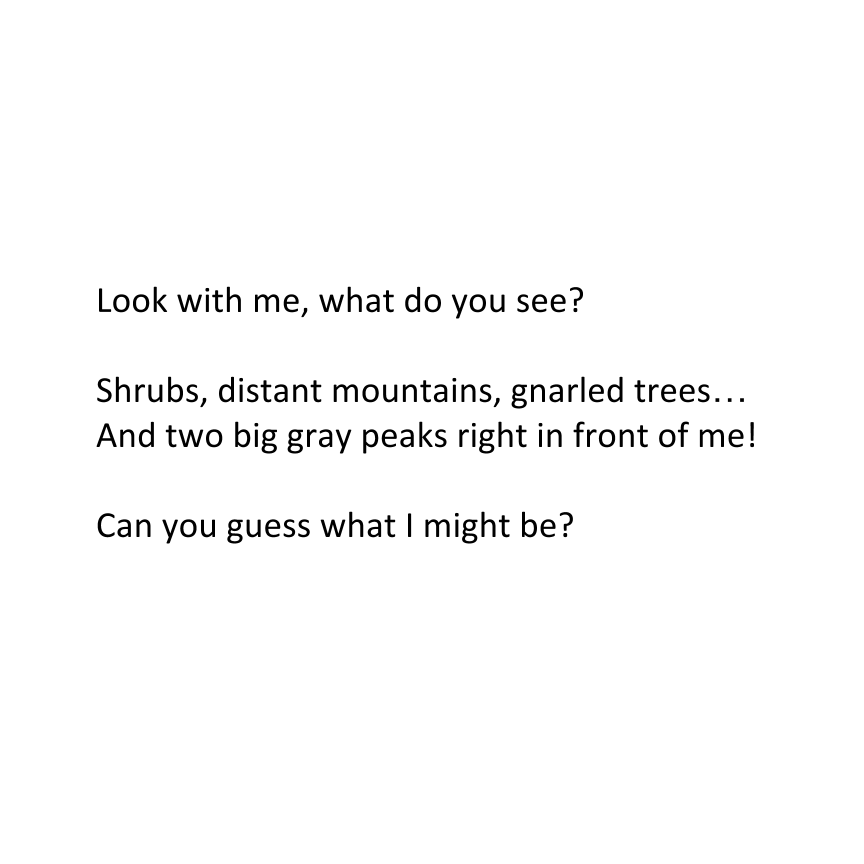 Look with me, what do you see?
Shrubs, distant mountains, gnarled trees…
And two big gray peaks right in front of me!
Can you guess what I might be?